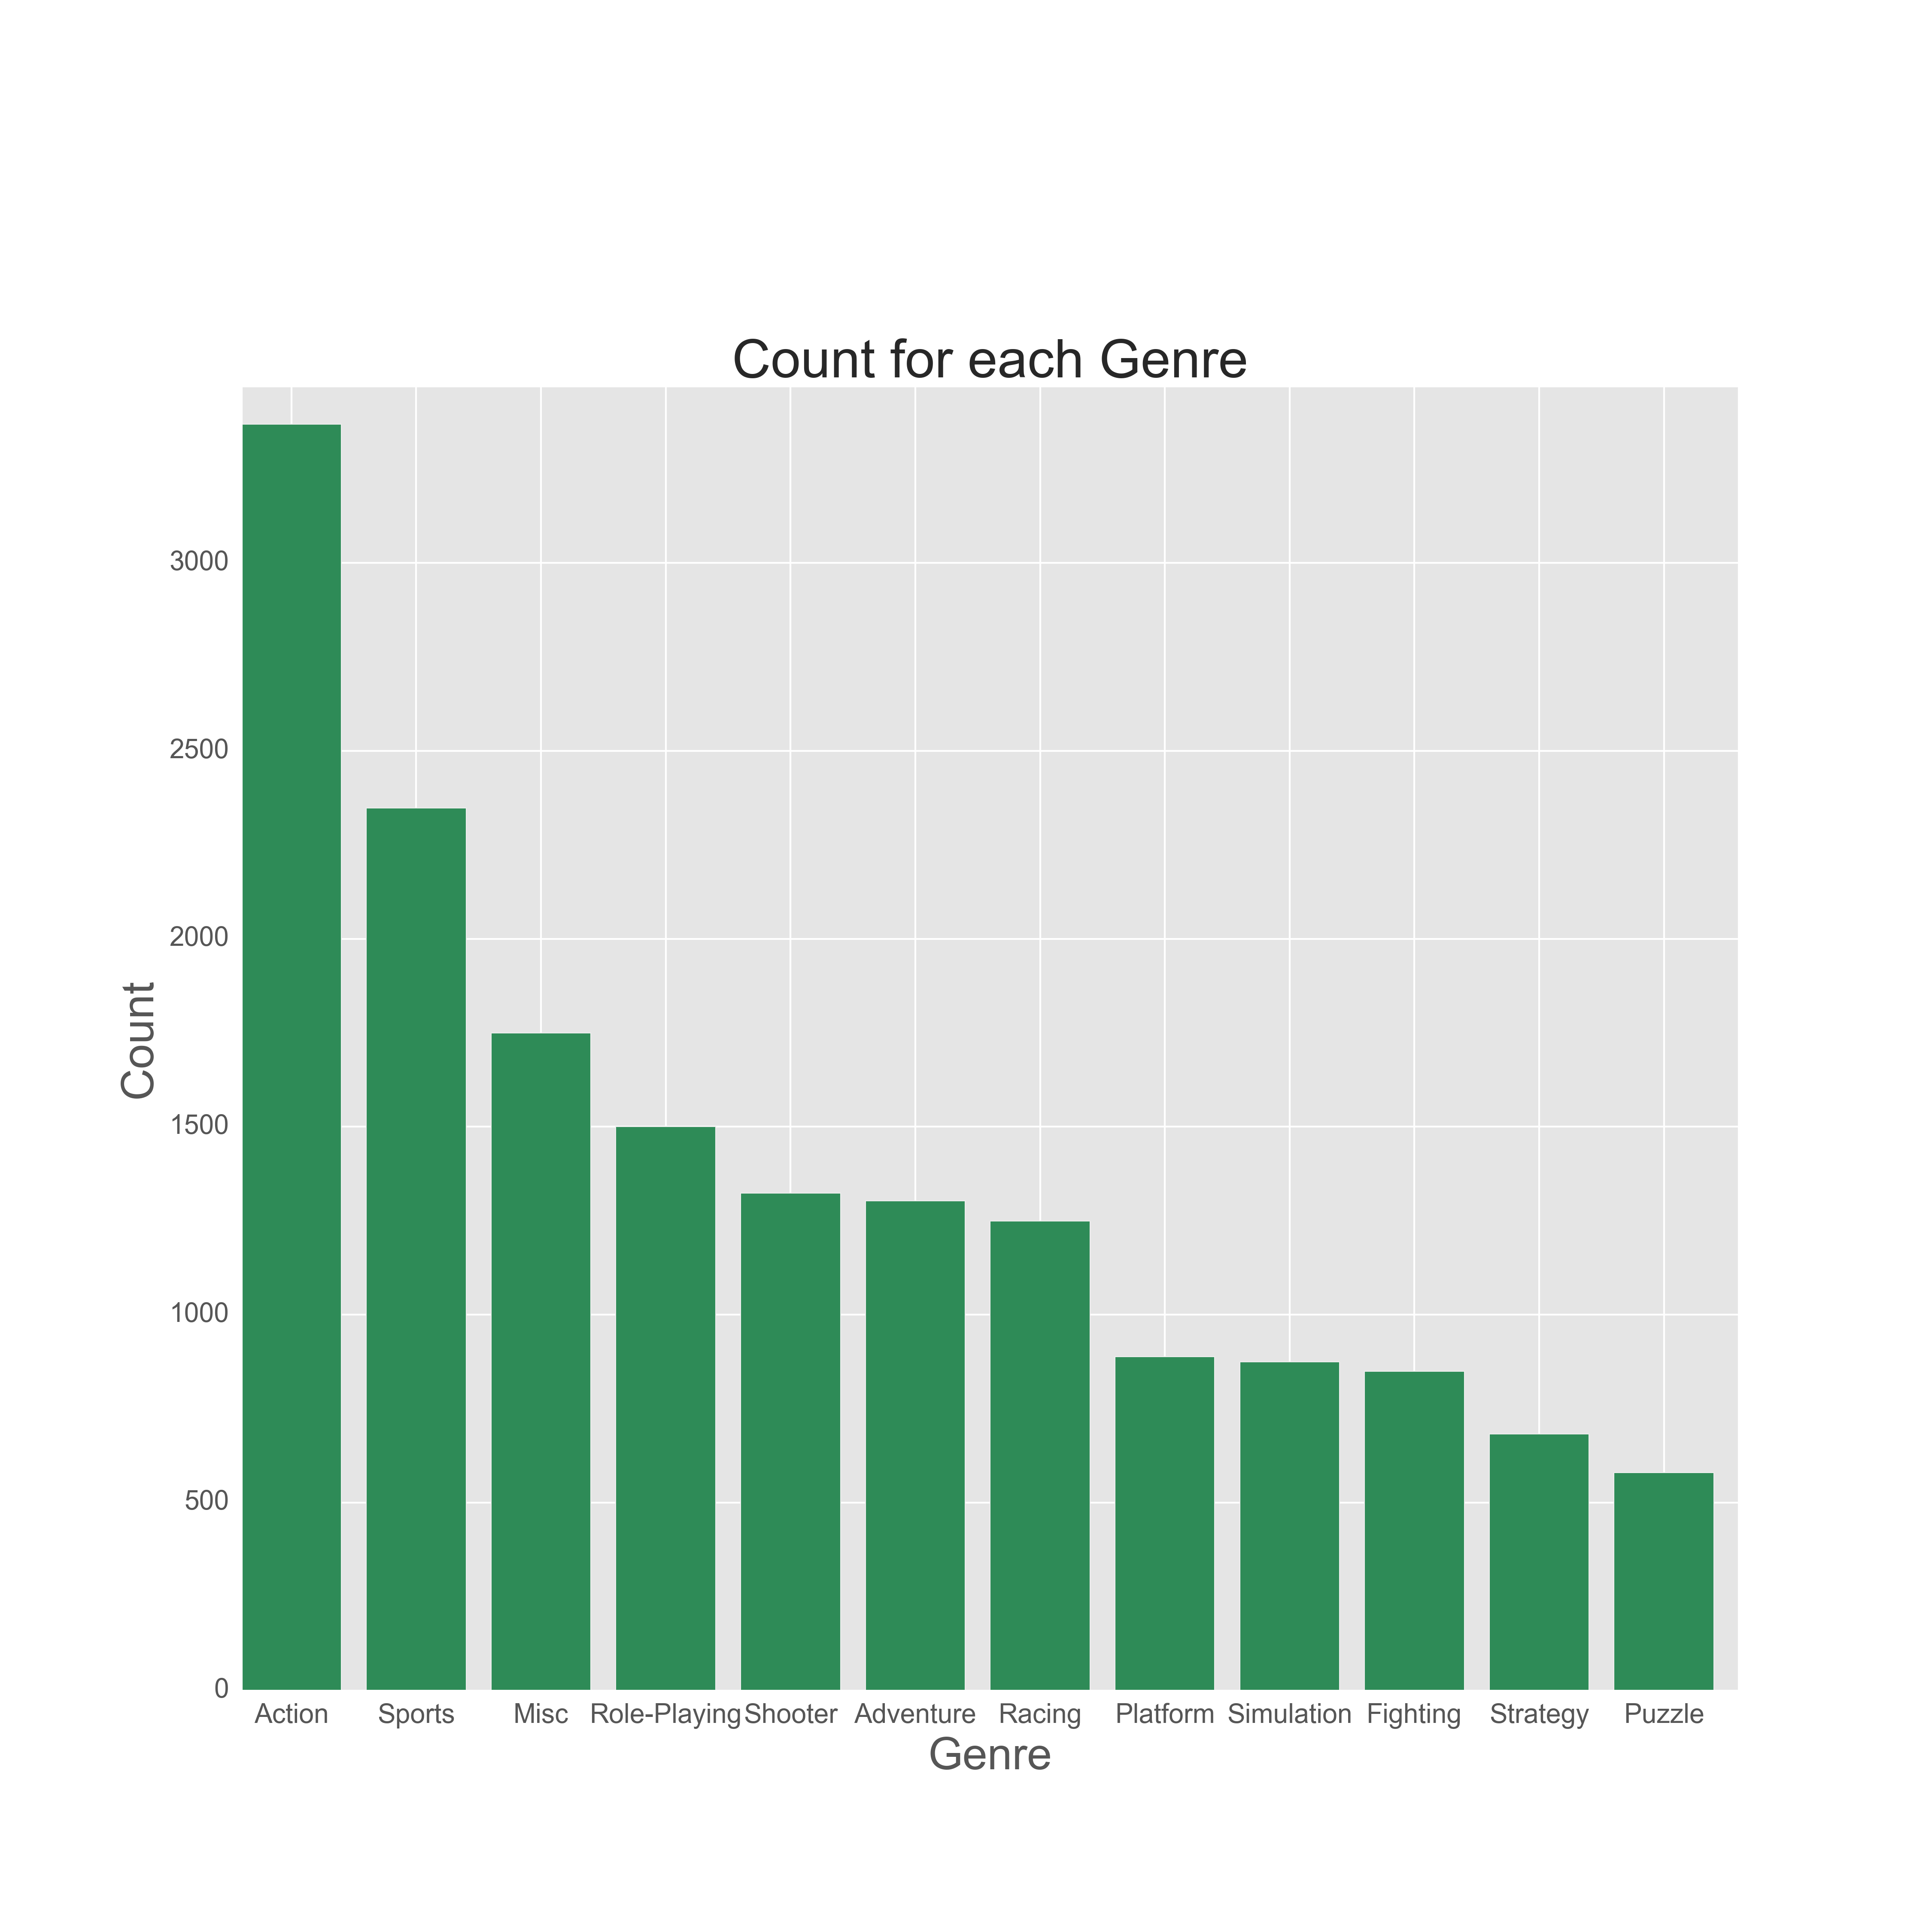 Count for each Genre
3000
2500
2000
1500
1000
500
0
Count
Action Sports Misc Role-Playing Shooter Adventure Racing Platform Simulation Fighting Strategy Puzzle
Genre